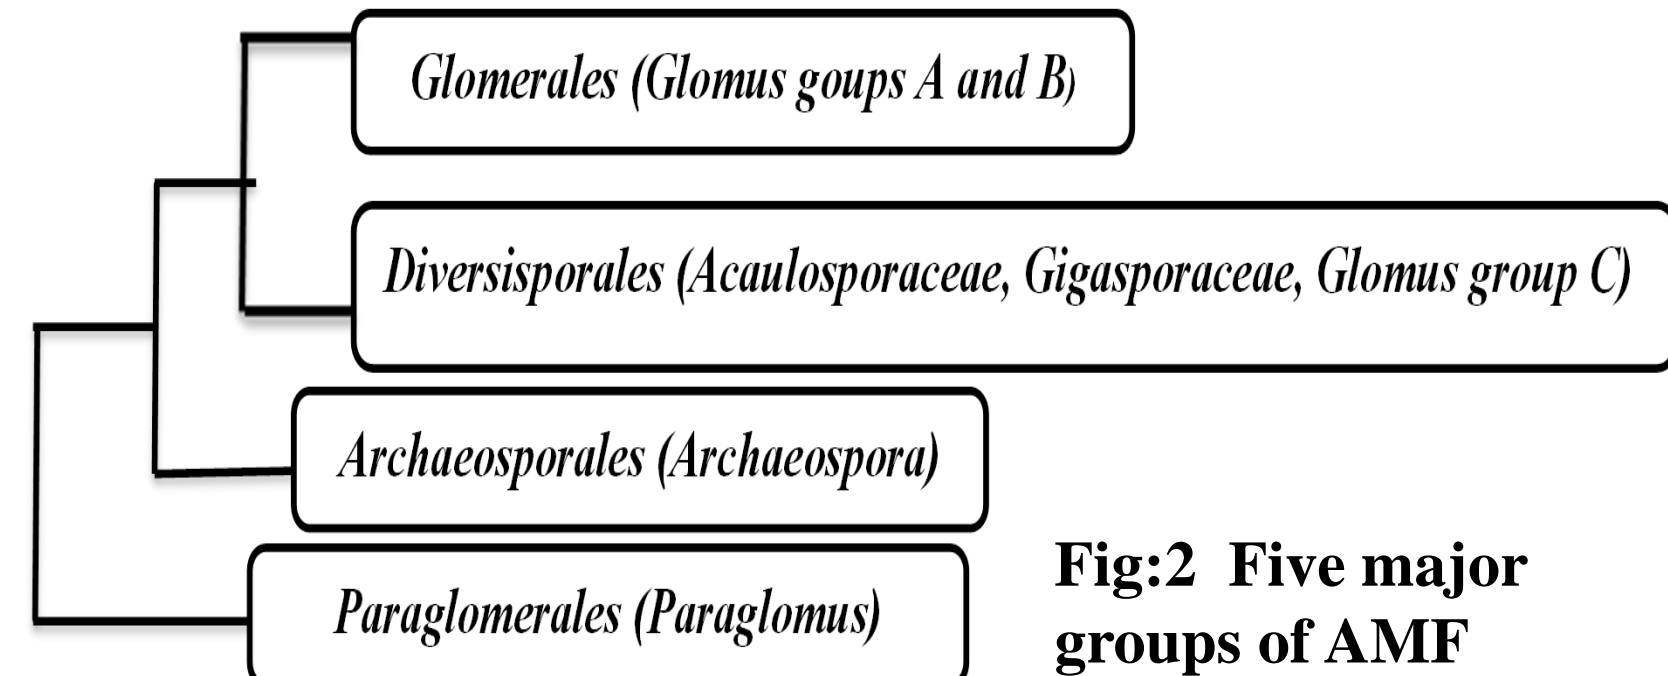 Glomerales (Glomus goups A and B)
Diversisporales (Acaulosporaceae, Gigasporaceae, Glomus group C)
Archaeosporales (Archaeospora)
Paraglomerales (Paraglomus)
Fig:2 Five major
groups of AMF